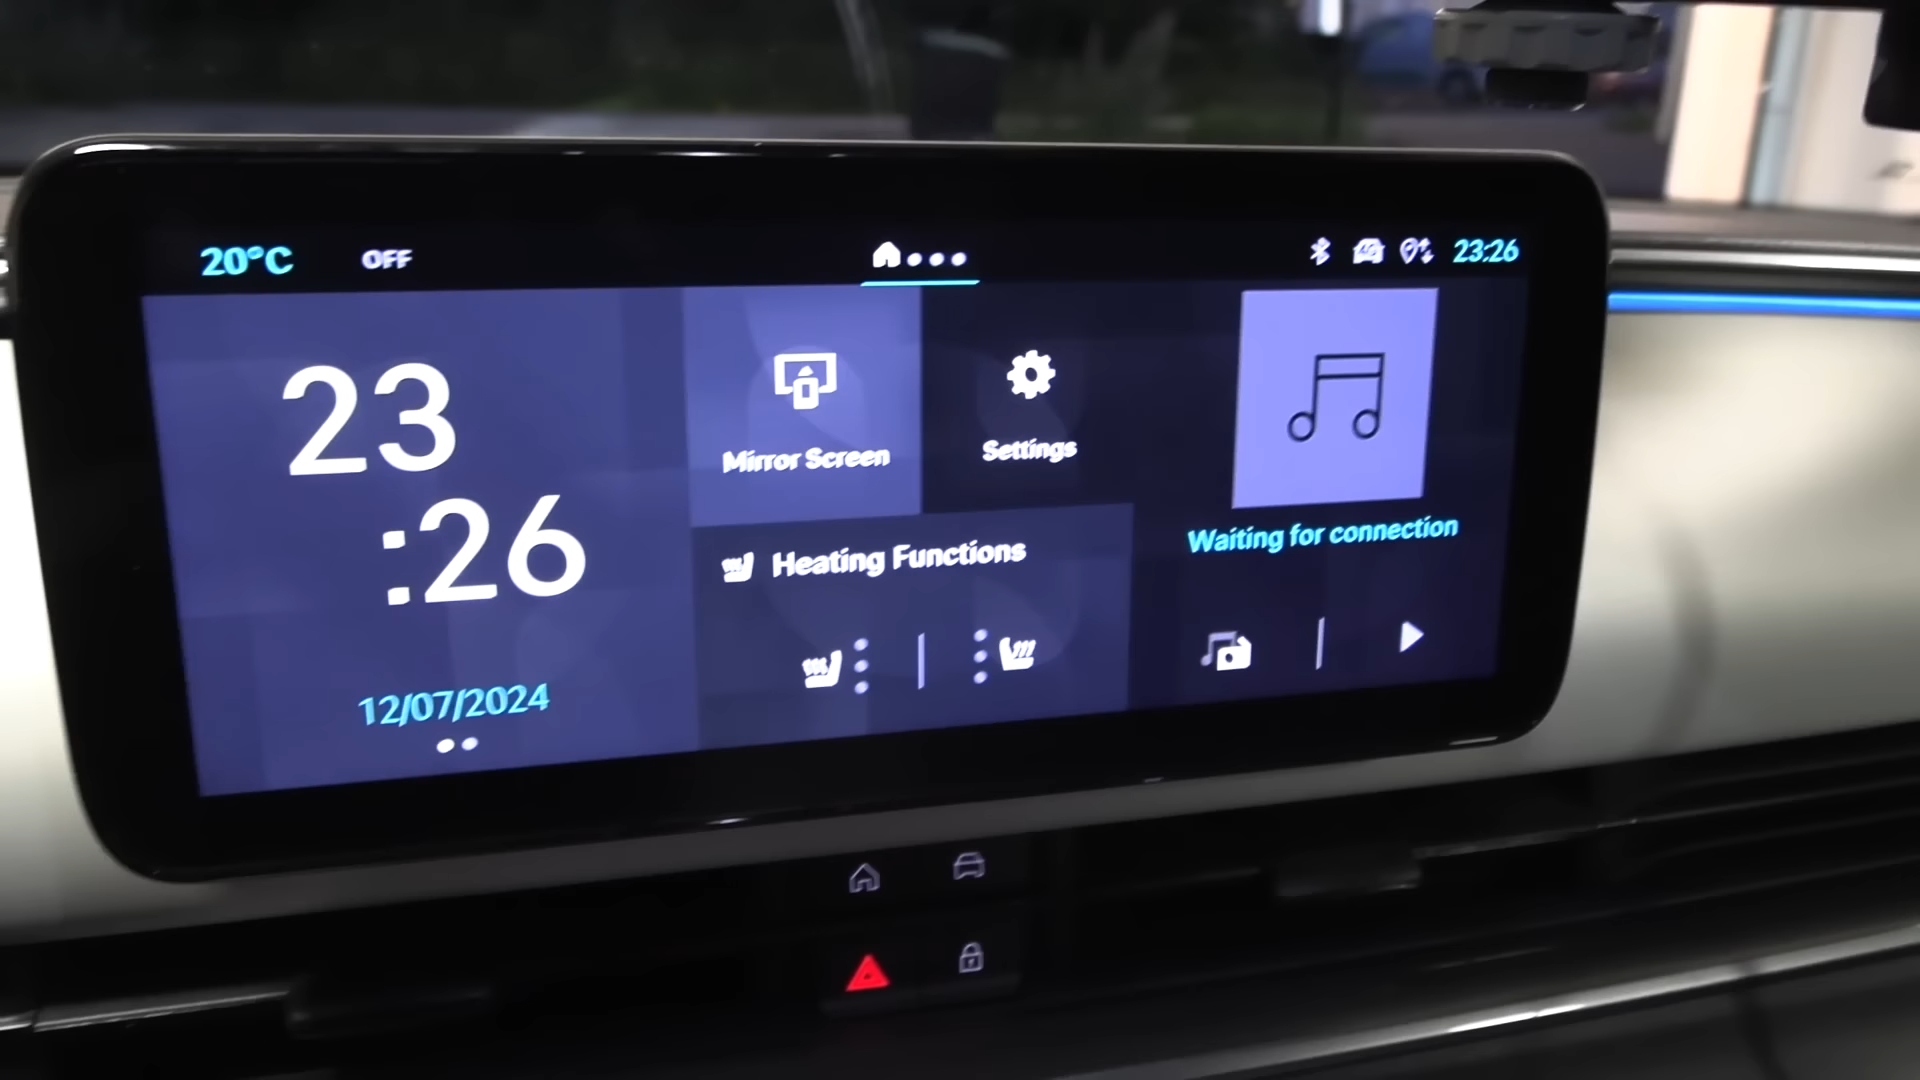 20°C OFF 23:26
23
:26
12/07/2024
Mirror Screen
Settings
Heating Functions
Waiting for connection